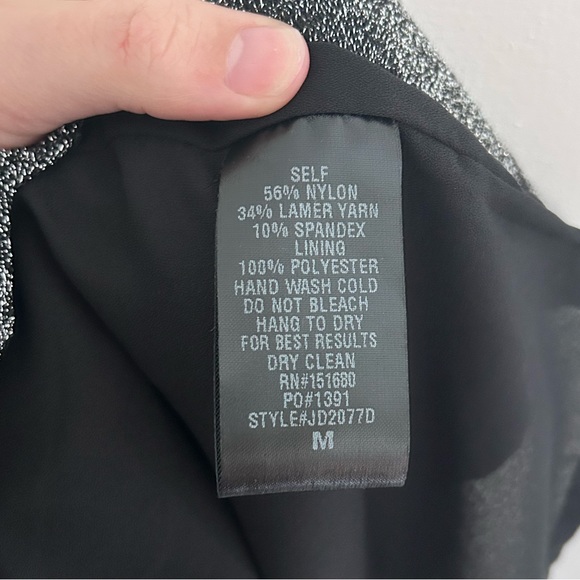 SELF
56% NYLON
34% LAMER YARN
10% SPANDEX
LINING
100% POLYESTER
HAND WASH COLD
DO NOT BLEACH
HANG TO DRY
FOR BEST RESULTS
DRY CLEAN
RN#151680
PO#1391
STYLE#JD2077D
M